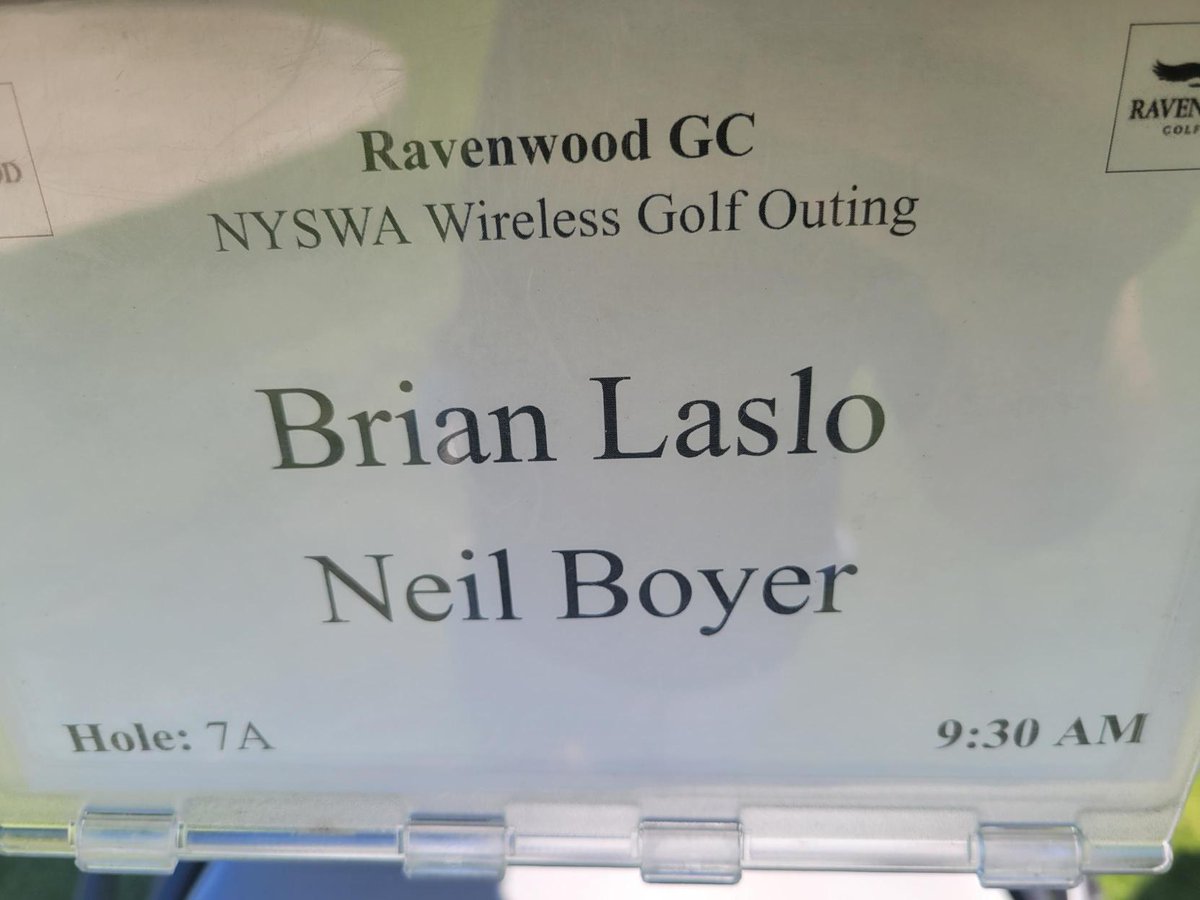 Ravenwood GC
NYSWA Wireless Golf Outing
Brian Laslo
Neil Boyer
Hole: 7A
9:30 AM